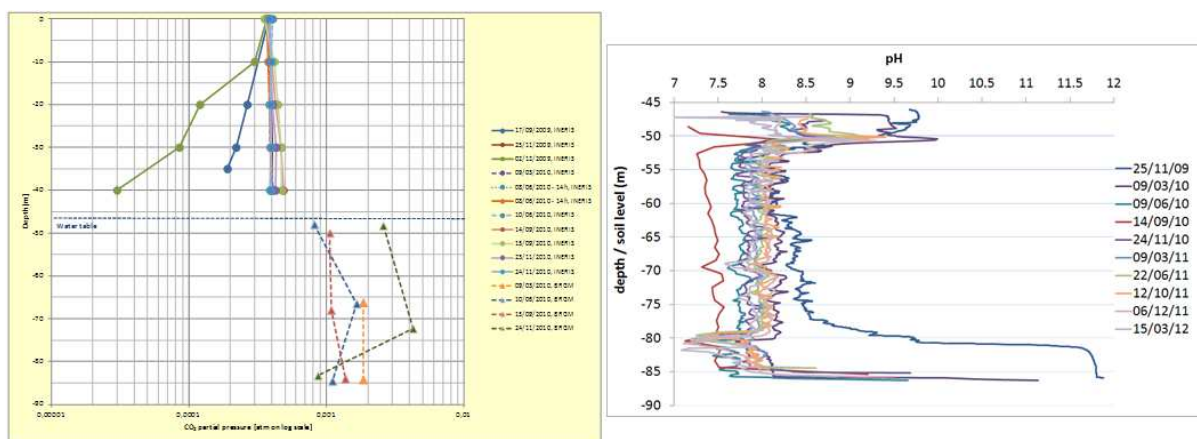 0
-10
-20
-30
-40
Water table
-50
-60
-70
-80
-90
Depth [m]
0,00001
0,0001
0,001
0,01
0,01
CO₂ partial pressure [atm on log scale]
17/09/2009, INERIS
25/11/2009, INERIS
02/12/2009, INERIS
09/03/2010, INERIS
08/06/2010 - 14h, INERIS
08/06/2010 - 14h, INERIS
10/06/2010, INERIS
14/09/2010, INERIS
15/09/2010, INERIS
23/11/2010, INERIS
24/11/2010, INERIS
09/03/2010, BRGM
10/06/2010, BRGM
15/09/2010, BRGM
24/11/2010, BRGM
pH
7
7.5
8
8.5
9
9.5
10
10.5
11
11.5
12
-45
-50
-55
-60
-65
-70
-75
-80
-85
-90
depth / soil level (m)
25/11/09
09/03/10
09/06/10
14/09/10
24/11/10
09/03/11
22/06/11
12/10/11
06/12/11
15/03/12